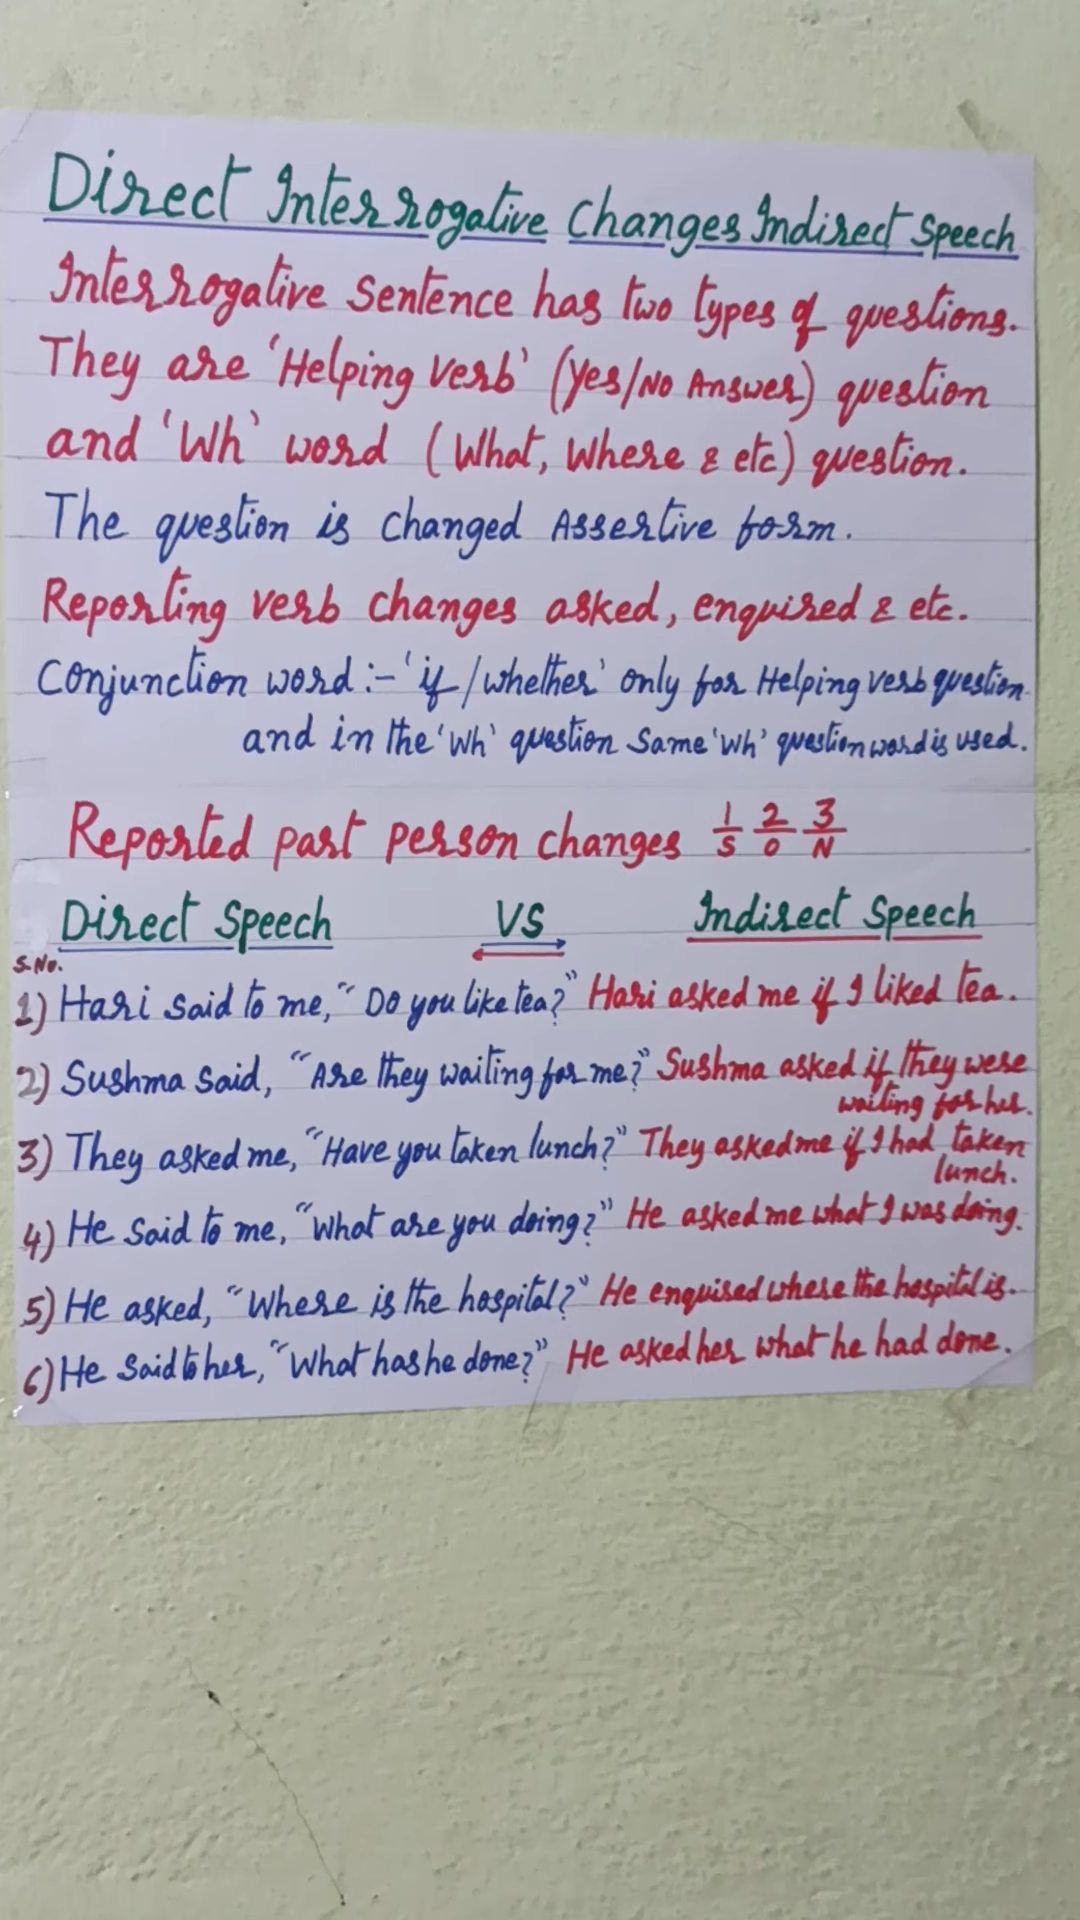 Direct Interrogative Changes Indirect Speech
Interrogative Sentence has two types of questions.
They are 'Helping verb' (Yes/No Answer) question
and 'Wh' word (What, Where & etc) question.
The question is changed Assertive form.
Reporting verb changes asked, enquired & etc.
Conjunction word :- 'if/whether' only for Helping verb question
and in the 'Wh' question same 'Wh' question word is used.
Reported part person changes 1/S 2/O 3/N
Direct Speech VS Indirect Speech
S.No.
1) Hari said to me, "Do you like tea?" Hari asked me if I liked tea.
2) Sushma said, "Are they waiting for me?" Sushma asked if they were
waiting for her.
3) They asked me, "Have you taken lunch?" They asked me if I had taken
lunch.
4) He said to me, "What are you doing?" He asked me what I was doing.
5) He asked, "Where is the hospital?" He enquired where the hospital is.
6) He said to her, "What has he done?" He asked her what he had done.